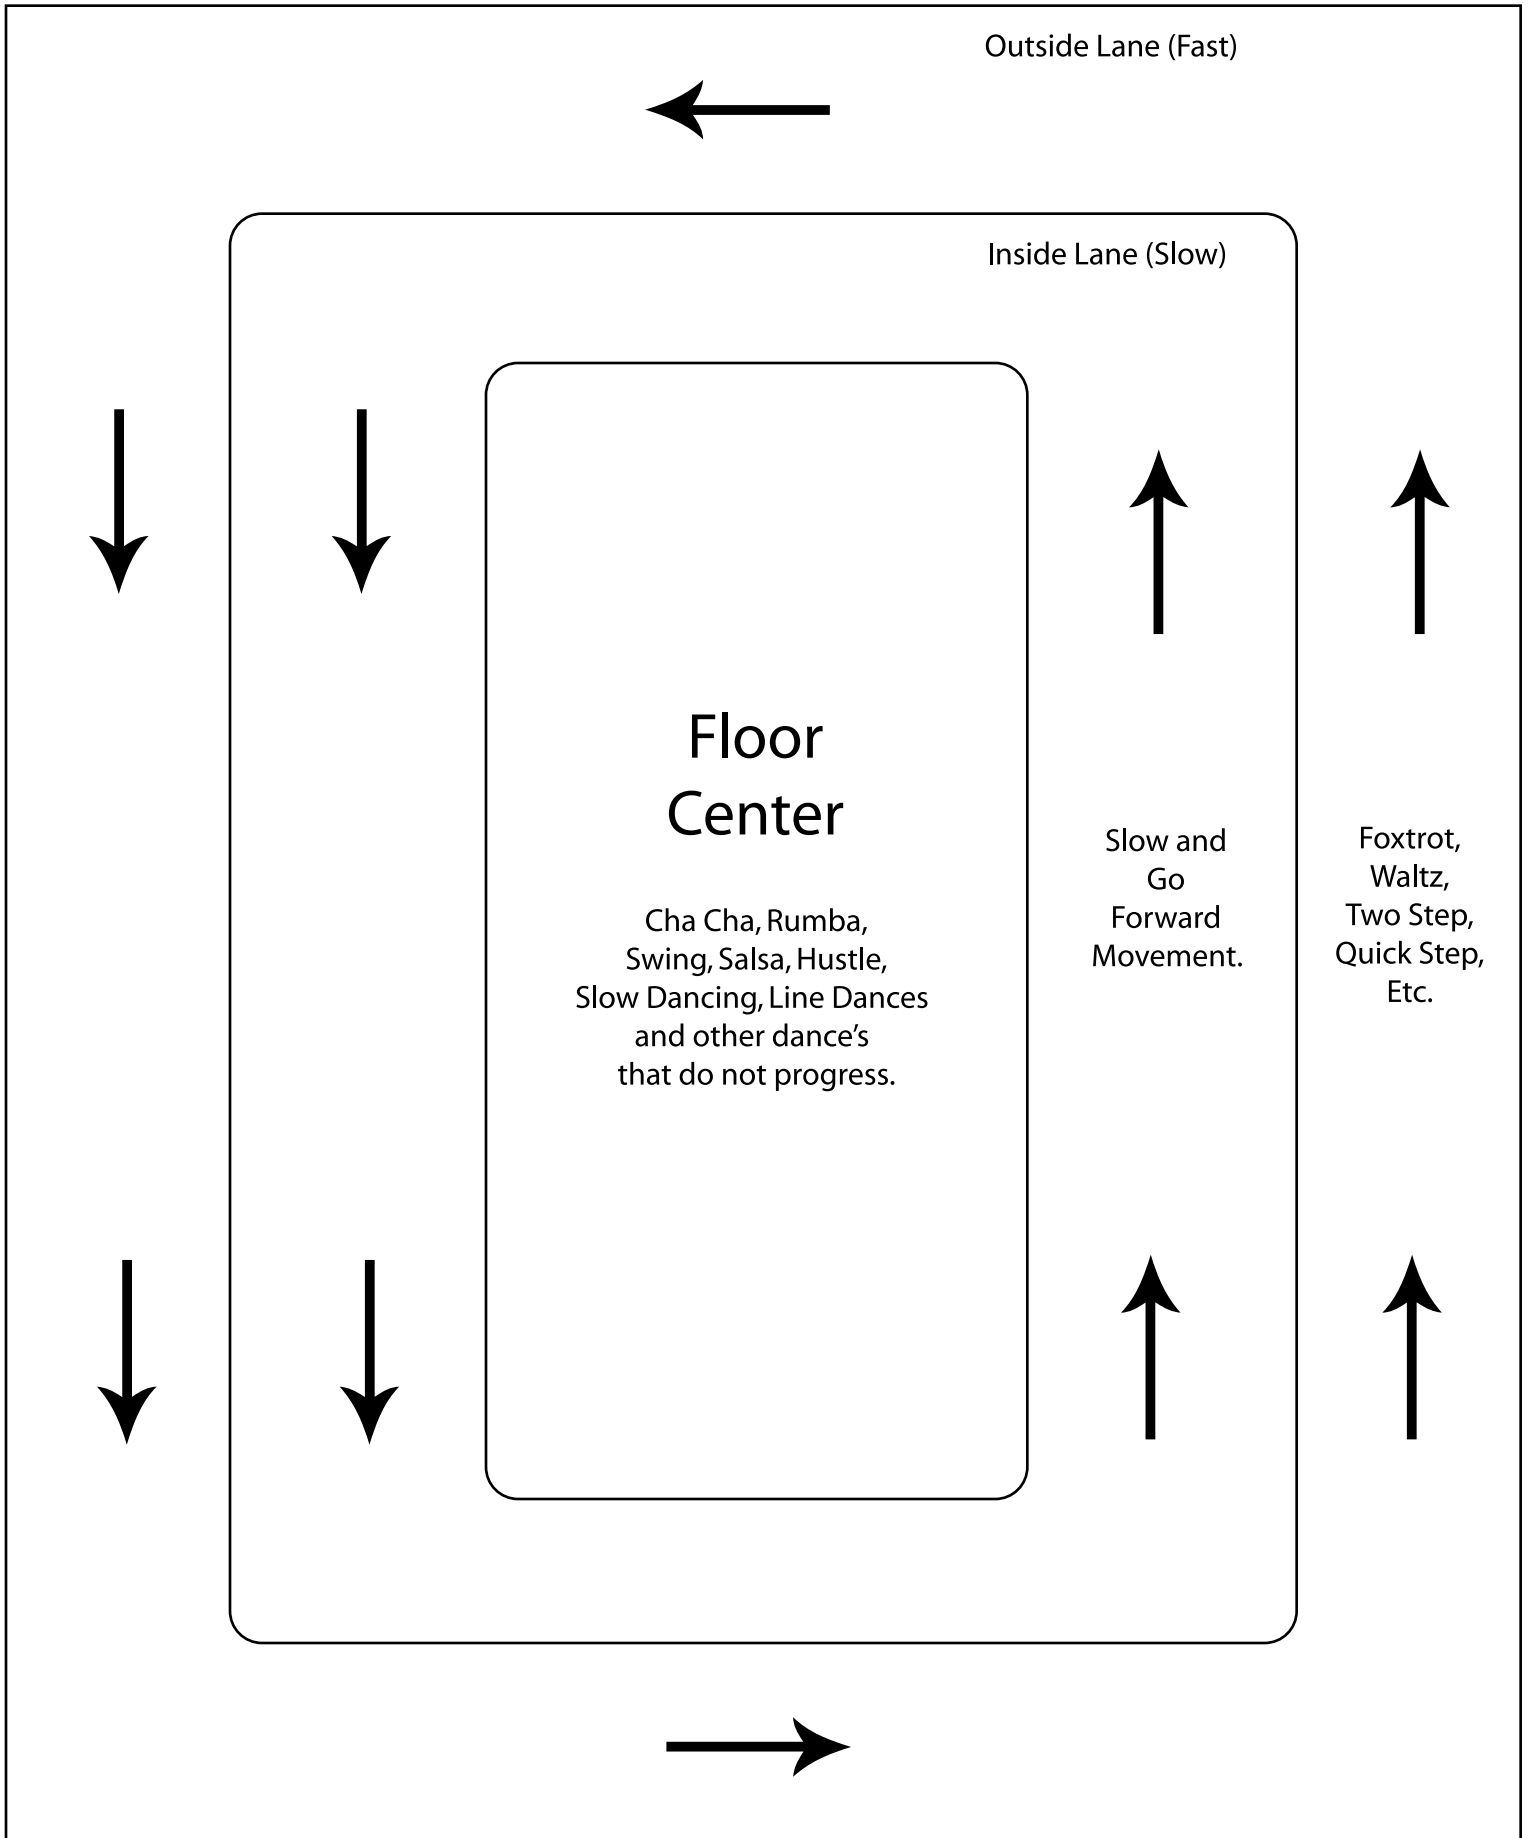 Outside Lane (Fast)
Inside Lane (Slow)
Floor
Center
Cha Cha, Rumba,
Swing, Salsa, Hustle,
Slow Dancing, Line Dances
and other dance’s
that do not progress.
Slow and
Go
Forward
Movement.
Foxtrot,
Waltz,
Two Step,
Quick Step,
Etc.